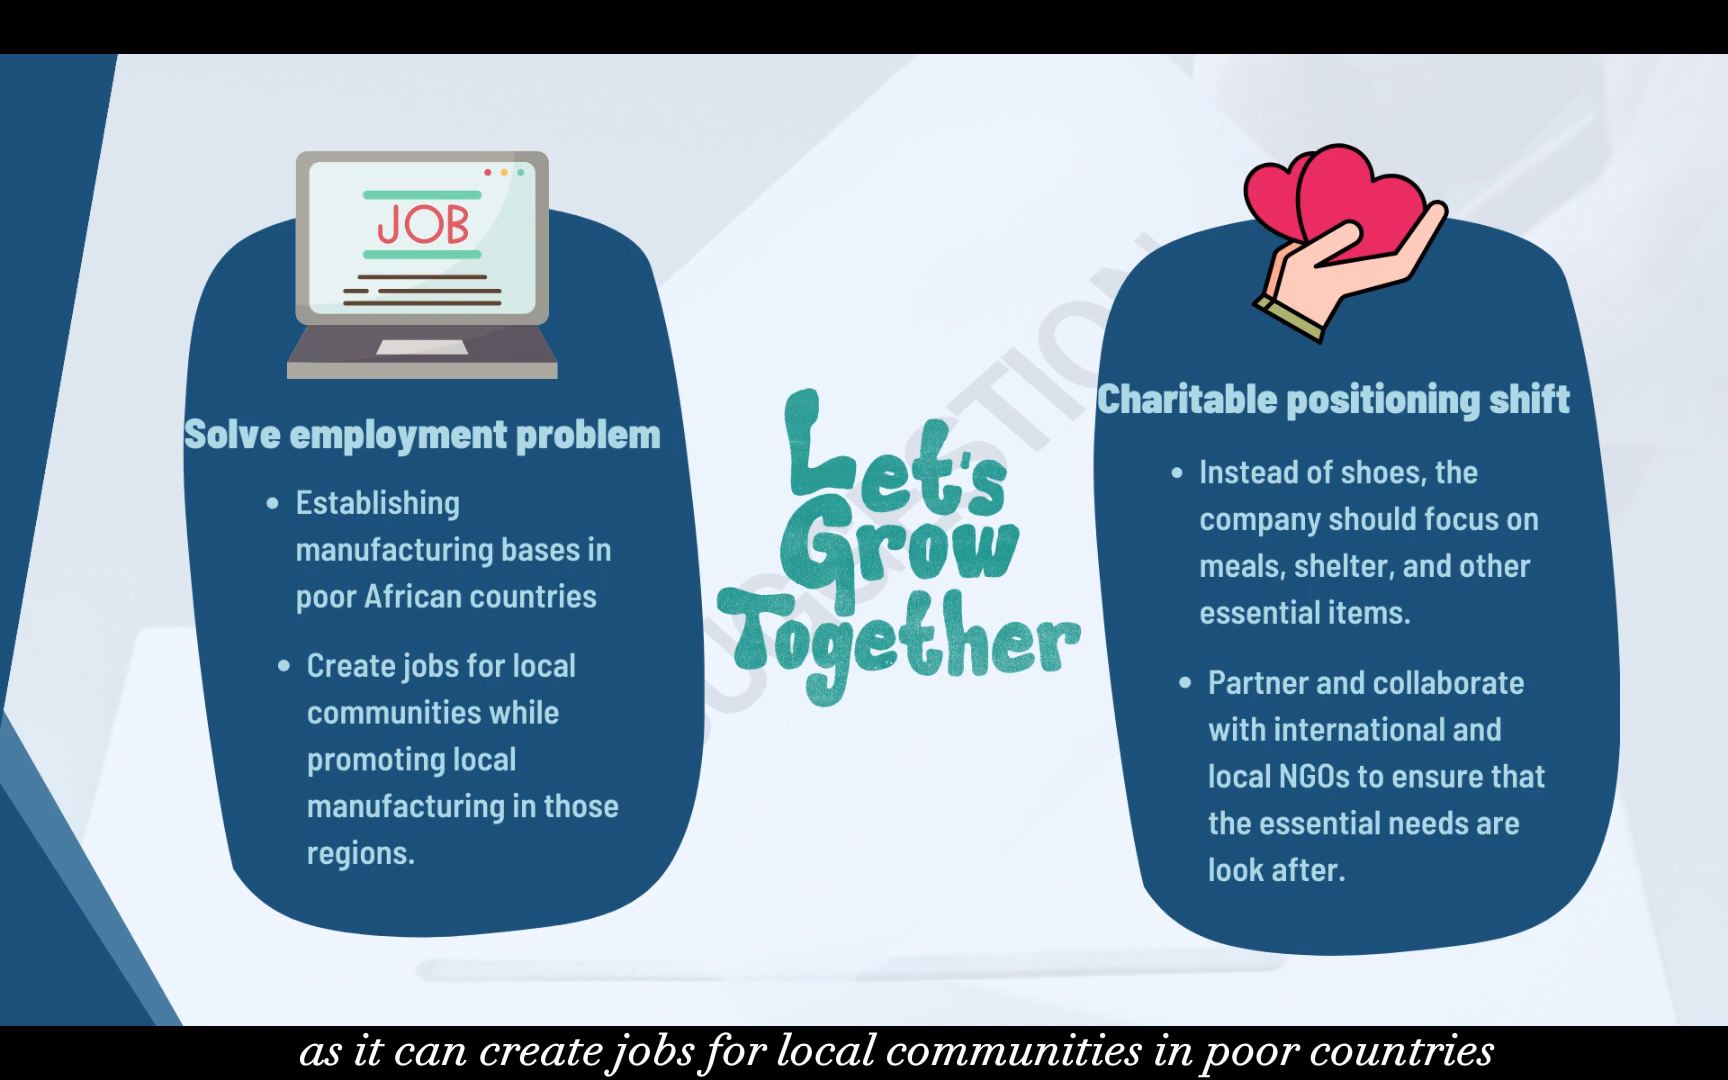 JOB
Solve employment problem
Establishing
manufacturing bases in
poor African countries
Create jobs for local
communities while
promoting local
manufacturing in those
regions.
SUGGESTION
Let's
Grow
Together
Charitable positioning shift
Instead of shoes, the
company should focus on
meals, shelter, and other
essential items.
Partner and collaborate
with international and
local NGOs to ensure that
the essential needs are
look after.
as it can create jobs for local communities in poor countries